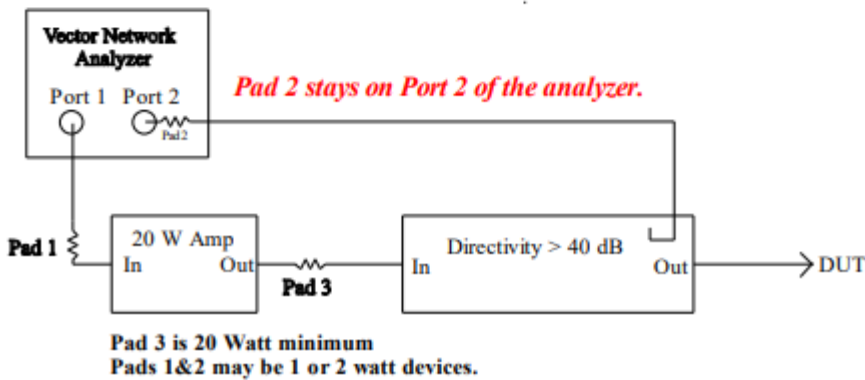 Vector Network
Analyzer
Port 1 Port 2
Pad 2 stays on Port 2 of the analyzer.
Pad2
Pad 1
20 W Amp
In
Out
Pad 3
Directivity > 40 dB
In
Out
DUT
Pad 3 is 20 Watt minimum
Pads 1&2 may be 1 or 2 watt devices.